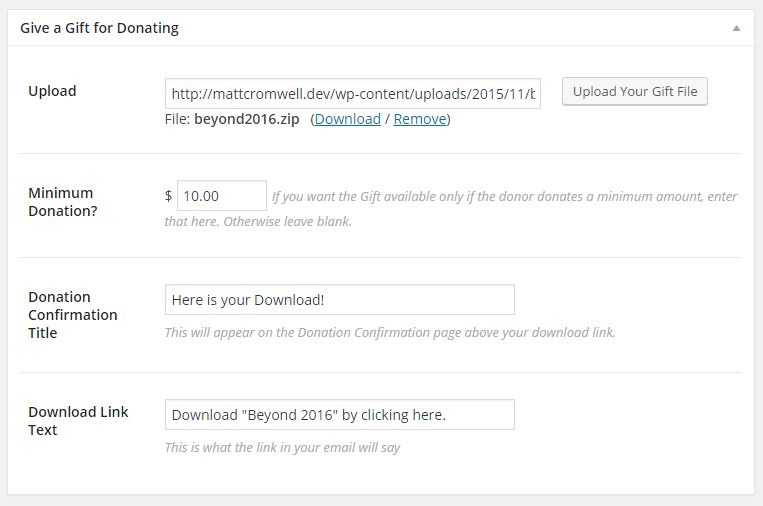 Give a Gift for Donating
Upload
http://mattcromwell.dev/wp-content/uploads/2015/11/b
Upload Your Gift File
File: beyond2016.zip (Download / Remove)
Minimum
Donation?
$ 10.00 If you want the Gift available only if the donor donates a minimum amount, enter
that here. Otherwise leave blank.
Donation
Confirmation
Title
Here is your Download!
This will appear on the Donation Confirmation page above your download link.
Download Link
Text
Download "Beyond 2016" by clicking here.
This is what the link in your email will say